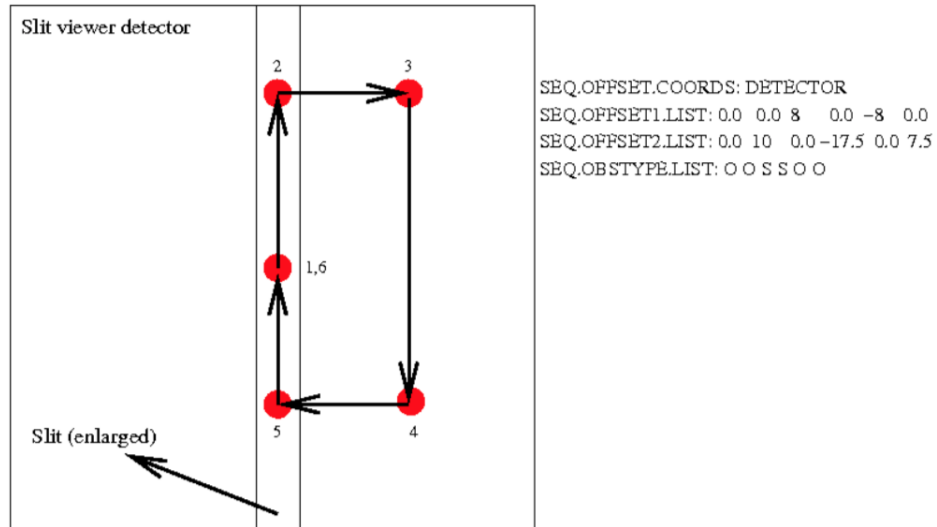 Slit viewer detector
2
3
SEQ.OFFSET.COORDS: DETECTOR
SEQ.OFFSET1.LIST: 0.0 0.0 8 0.0 −8 0.0
SEQ.OFFSET2.LIST: 0.0 10 0.0 −17.5 0.0 7.5
SEQ.OBSTYPE.LIST: O O S S O O
1,6
5
4
Slit (enlarged)